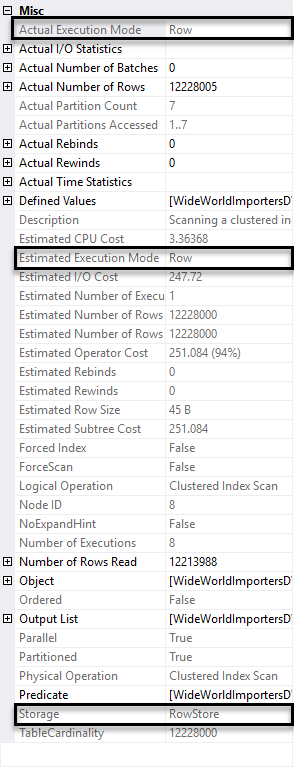 Misc
Actual Execution Mode Row
Actual I/O Statistics
Actual Number of Batches 0
Actual Number of Rows 12228005
Actual Partition Count 7
Actual Partitions Accessed 1..7
Actual Rebinds 0
Actual Rewinds 0
Actual Time Statistics
Defined Values [WideWorldImportersD
Description Scanning a clustered in
Estimated CPU Cost 3.36368
Estimated Execution Mode Row
Estimated I/O Cost 247.72
Estimated Number of Execu 1
Estimated Number of Rows 12228000
Estimated Number of Rows 12228000
Estimated Operator Cost 251.084 (94%)
Estimated Rebinds 0
Estimated Rewinds 0
Estimated Row Size 45 B
Estimated Subtree Cost 251.084
Forced Index False
ForceScan False
Logical Operation Clustered Index Scan
Node ID 8
NoExpandHint False
Number of Executions 8
Number of Rows Read 12213988
Object [WideWorldImportersD
Ordered False
Output List [WideWorldImportersD
Parallel True
Partitioned True
Physical Operation Clustered Index Scan
Predicate [WideWorldImportersD
Storage RowStore
TableCardinality 12228000